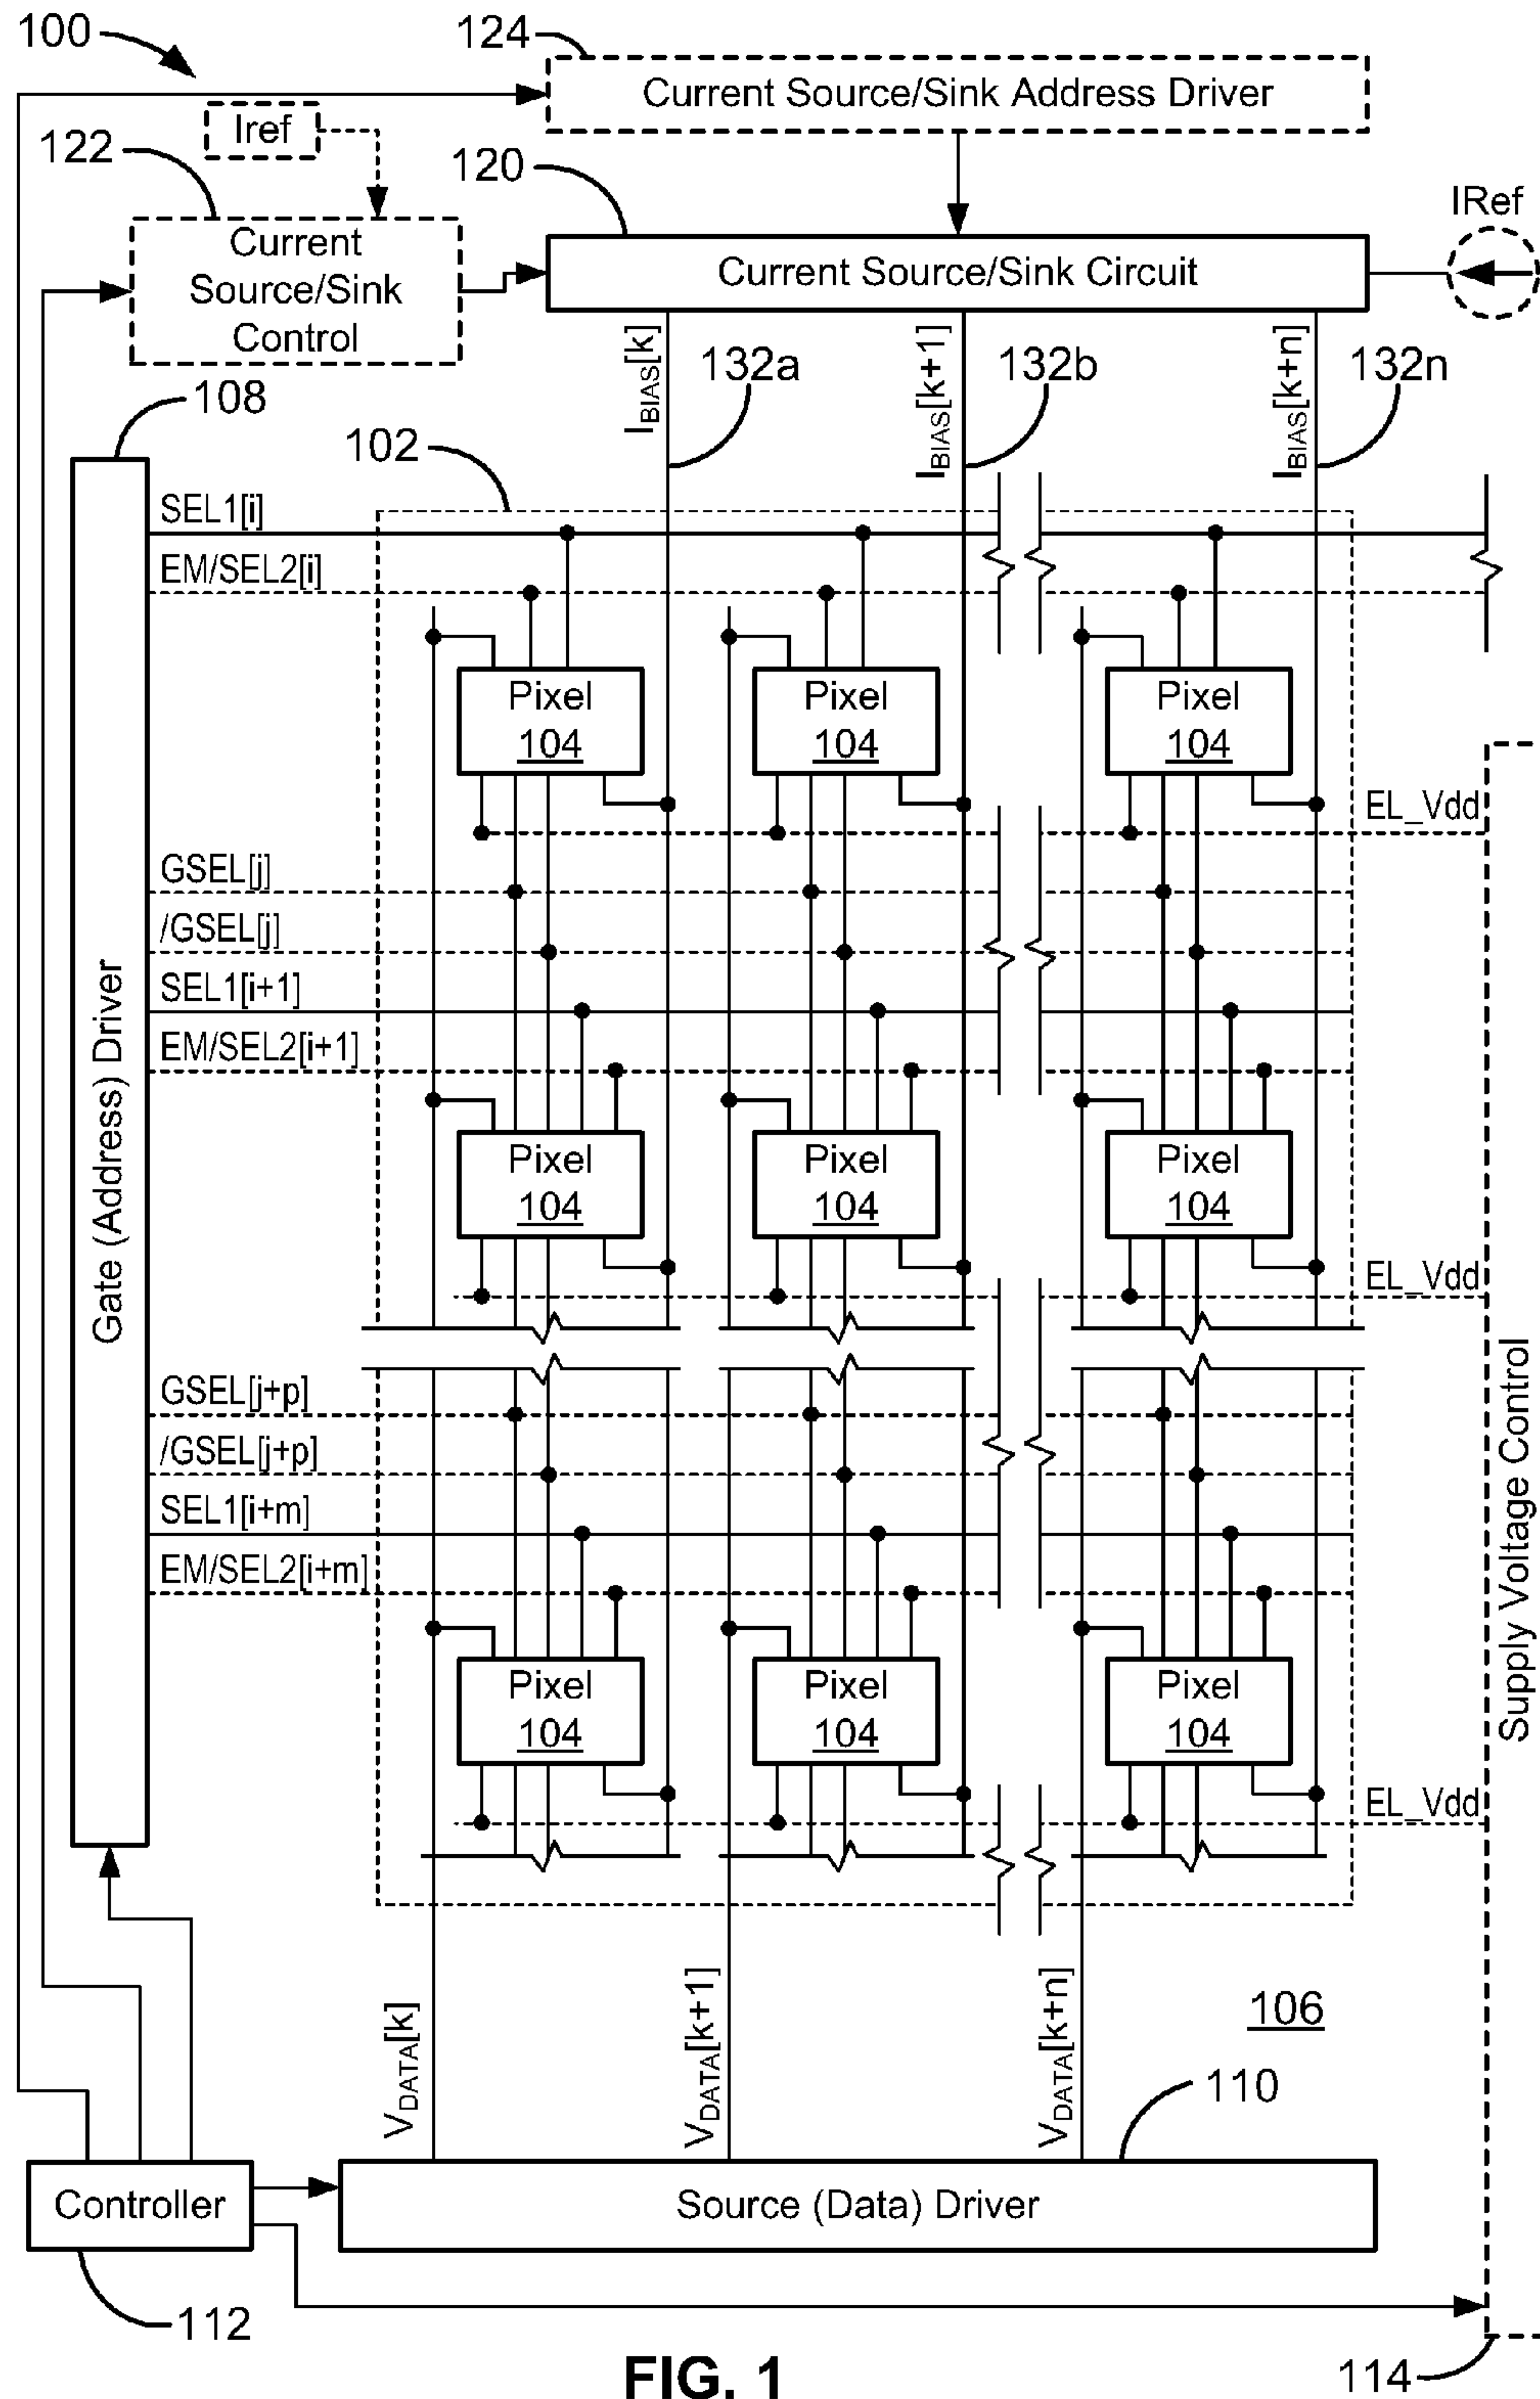 100
124
Current Source/Sink Address Driver
Iref
122
120
IRef
Current
Source/Sink
Control
Current Source/Sink Circuit
I_BIAS[k]
132a
I_BIAS[k+1]
132b
I_BIAS[k+n]
132n
108
102
SEL1[i]
EM/SEL2[i]
Pixel
104
Pixel
104
Pixel
104
EL_Vdd
GSEL[j]
/GSEL[j]
SEL1[i+1]
EM/SEL2[i+1]
Gate (Address) Driver
Pixel
104
Pixel
104
Pixel
104
EL_Vdd
Supply Voltage Control
GSEL[j+p]
/GSEL[j+p]
SEL1[i+m]
EM/SEL2[i+m]
Pixel
104
Pixel
104
Pixel
104
EL_Vdd
V_DATA[k]
V_DATA[k+1]
V_DATA[k+n]
106
110
Controller
Source (Data) Driver
112
114
FIG. 1